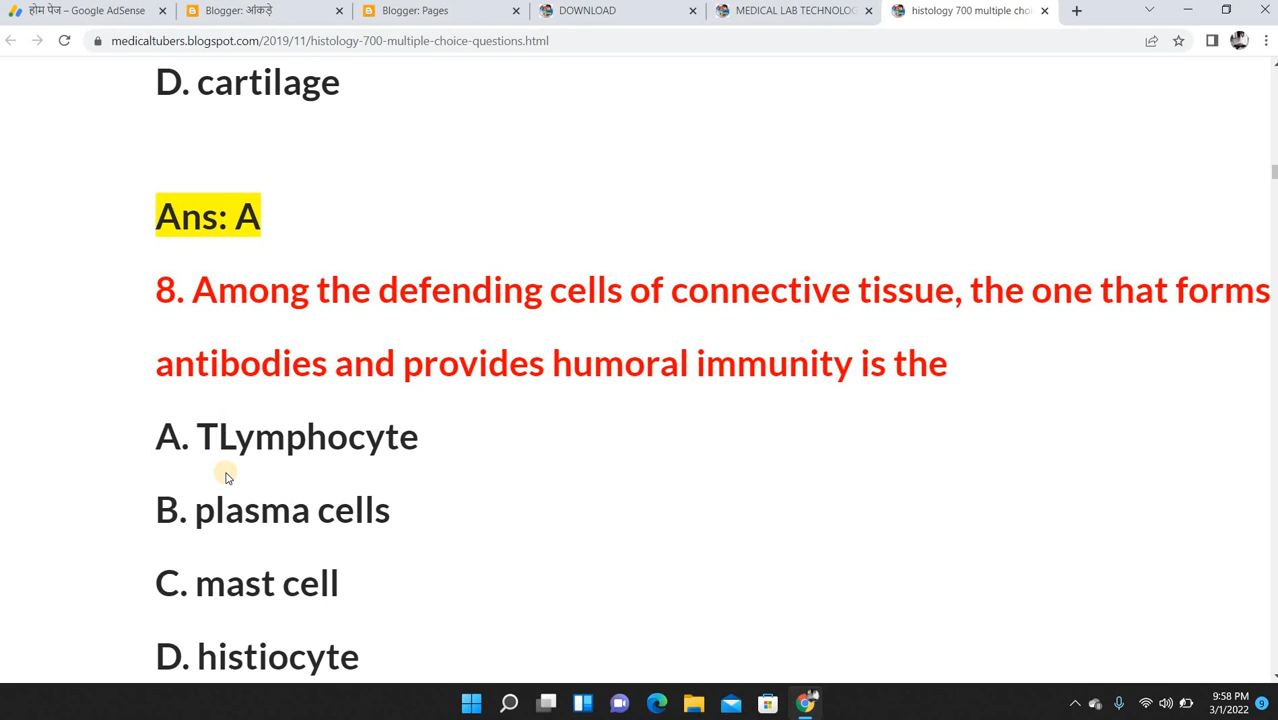 होम पेज – Google AdSense
Blogger: आंकड़े
Blogger: Pages
DOWNLOAD
MEDICAL LAB TECHNOLOG
histology 700 multiple choi
medicaltubers.blogspot.com/2019/11/histology-700-multiple-choice-questions.html
D. cartilage
Ans: A
8. Among the defending cells of connective tissue, the one that forms
antibodies and provides humoral immunity is the
A. TLymphocyte
B. plasma cells
C. mast cell
D. histiocyte
9:58 PM
3/1/2022
9